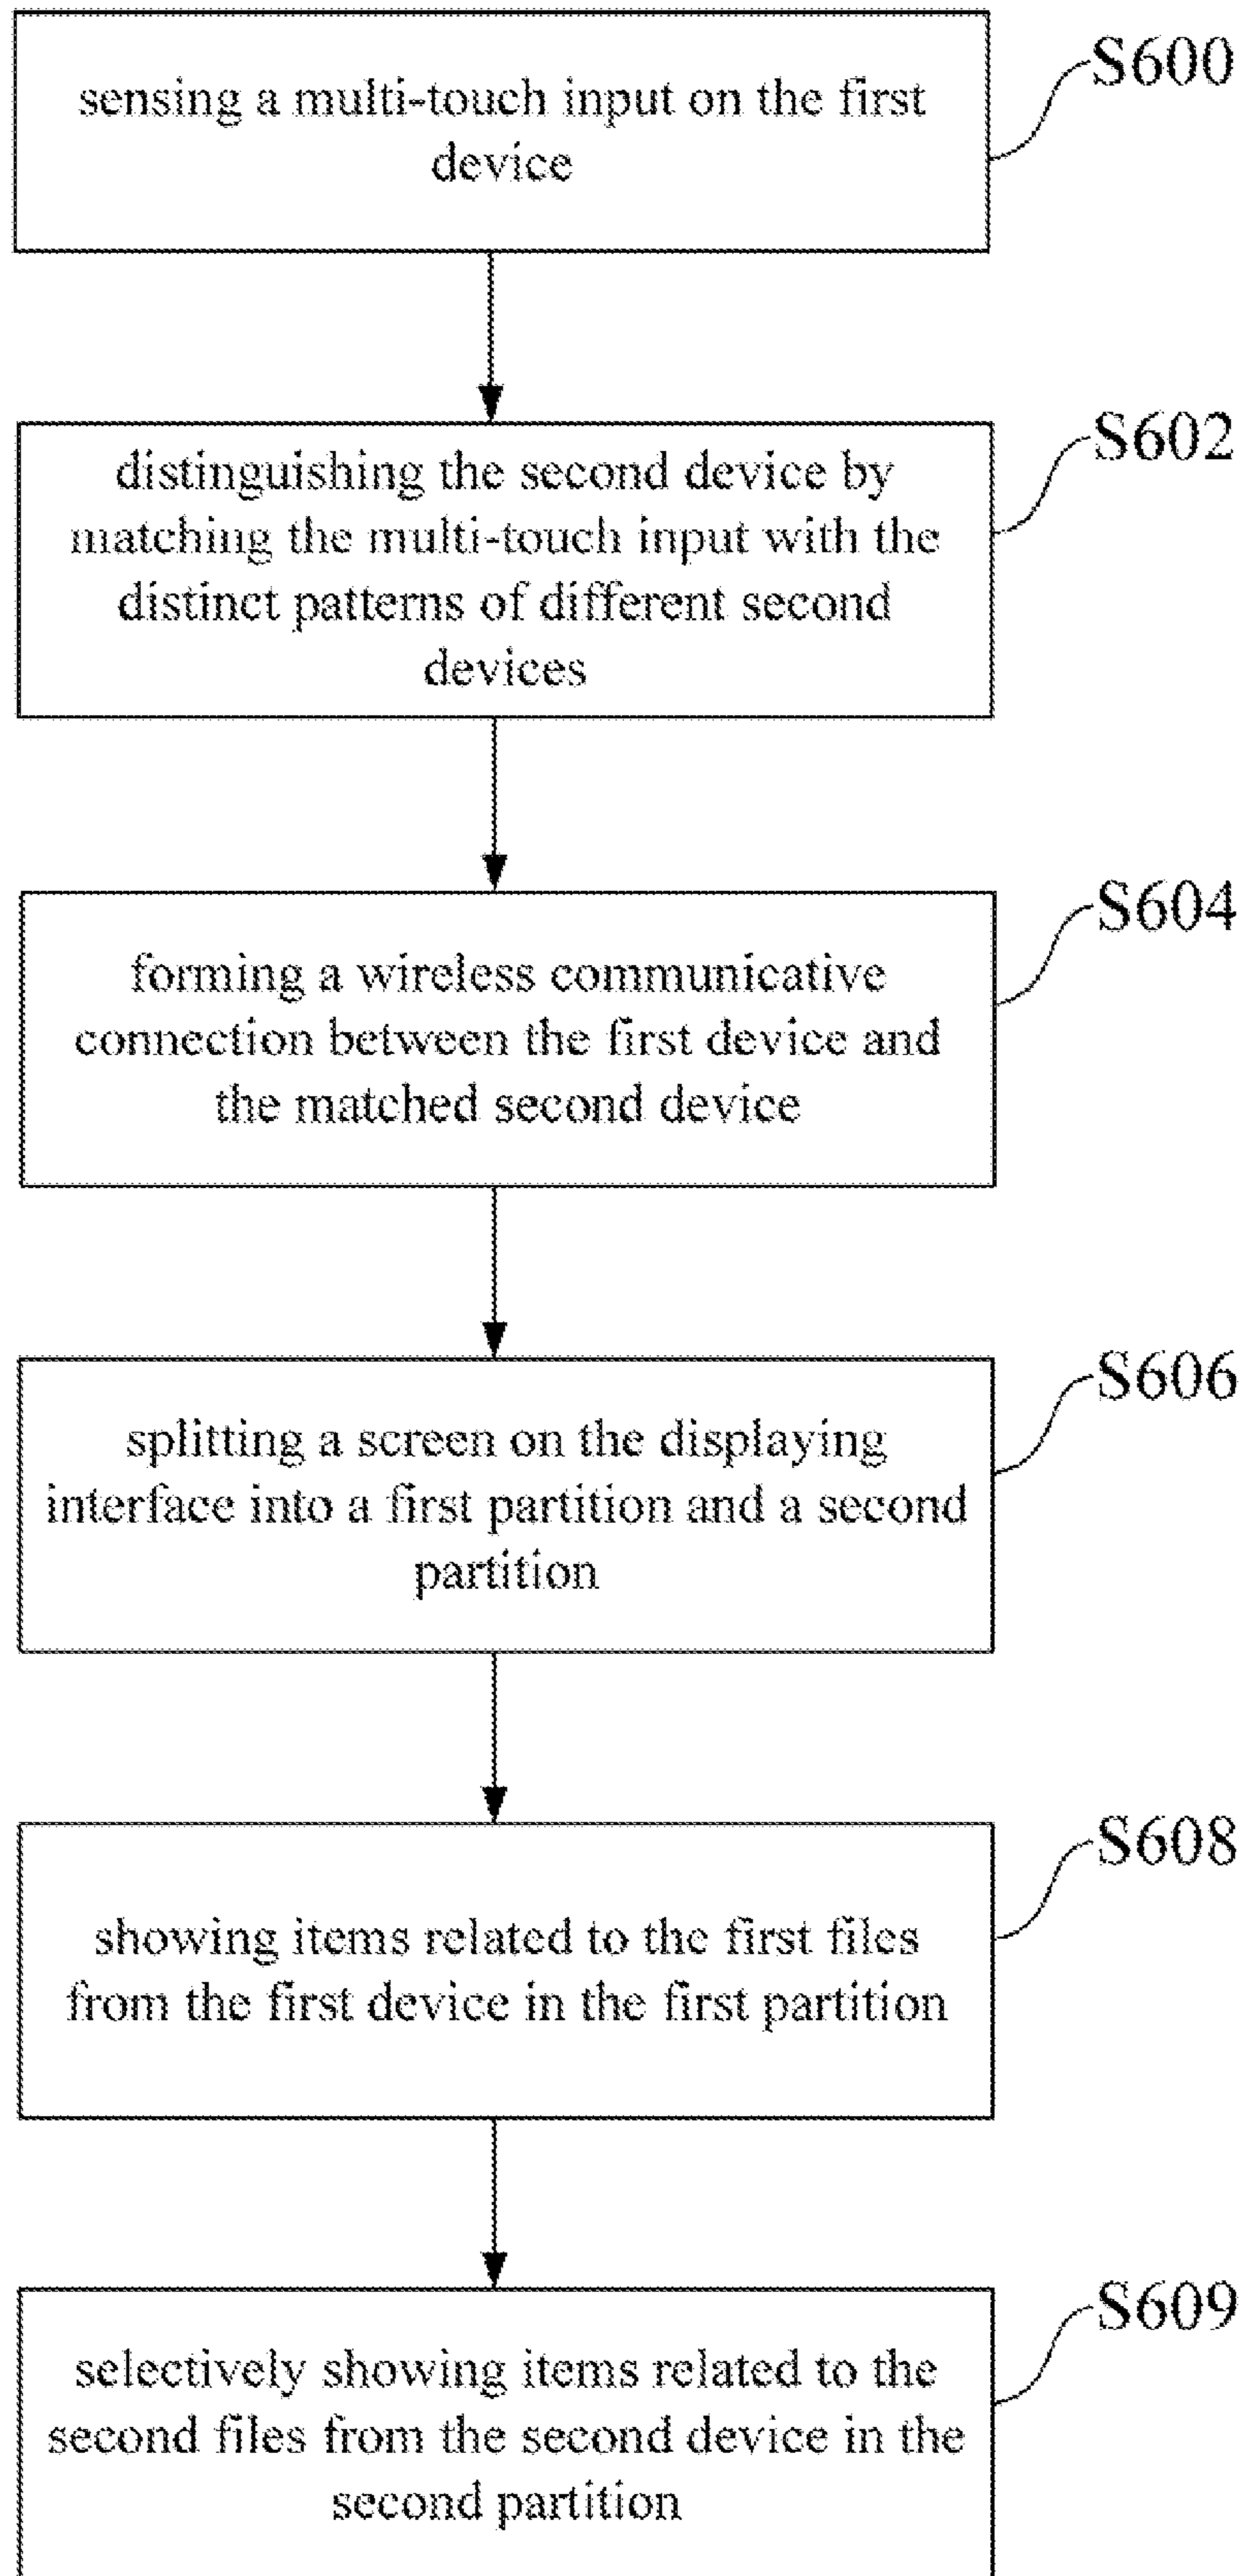 sensing a multi-touch input on the first
device
S600
distinguishing the second device by
matching the multi-touch input with the
distinct patterns of different second
devices
S602
forming a wireless communicative
connection between the first device and
the matched second device
S604
splitting a screen on the displaying
interface into a first partition and a second
partition
S606
showing items related to the first files
from the first device in the first partition
S608
selectively showing items related to the
second files from the second device in the
second partition
S609